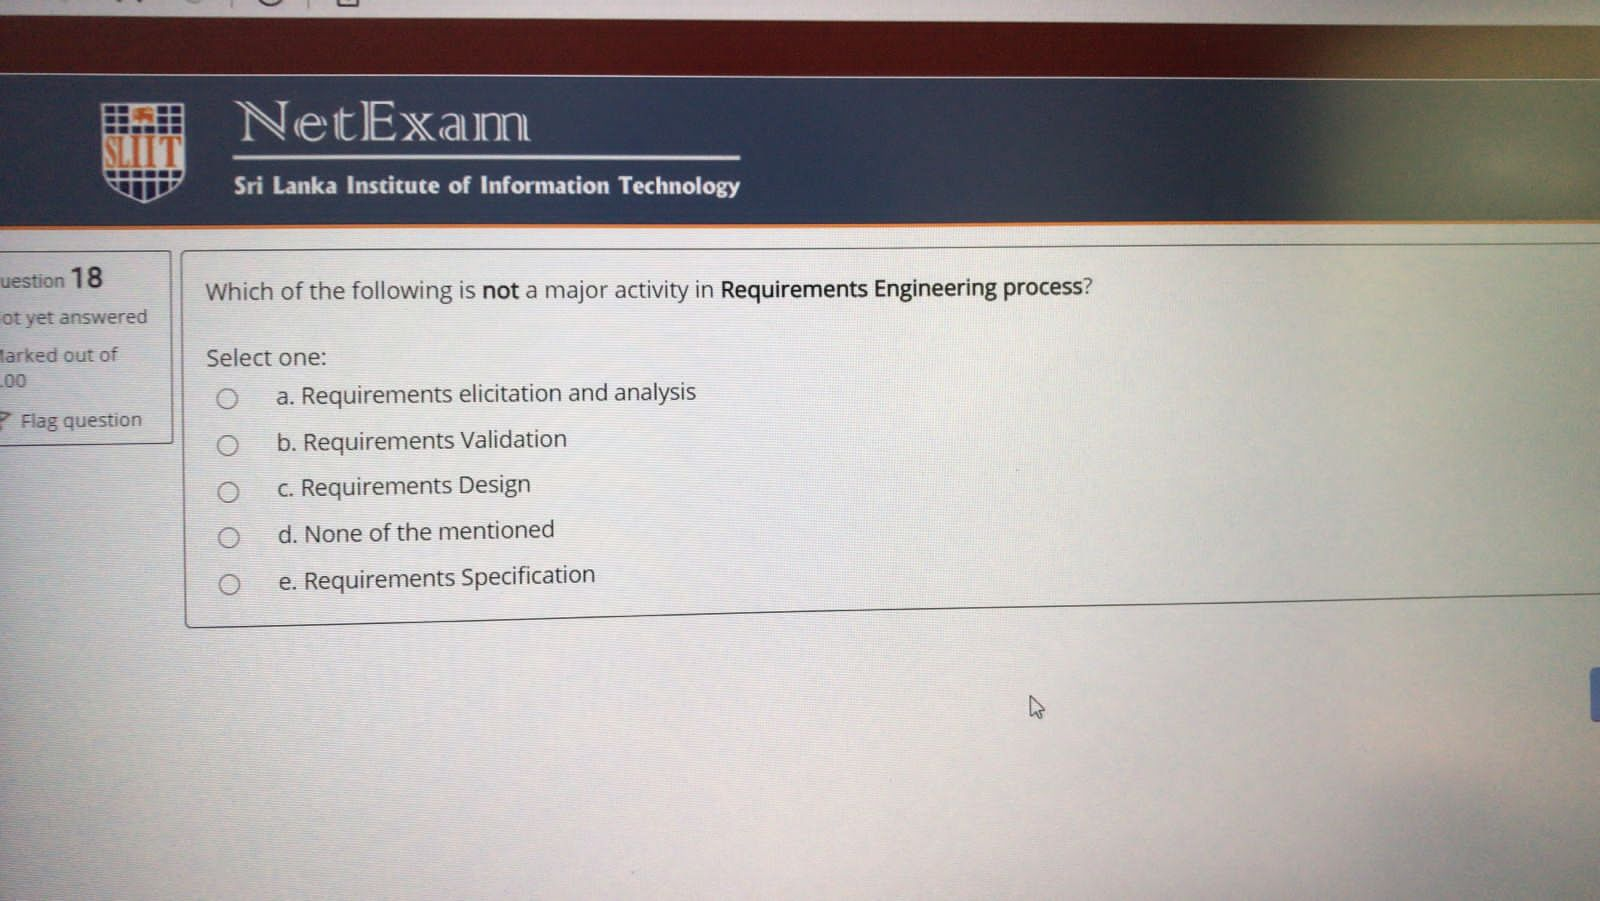 SLIIT
NetExam
Sri Lanka Institute of Information Technology
uestion 18
ot yet answered
arked out of
.00
Flag question
Which of the following is not a major activity in Requirements Engineering process?
Select one:
a. Requirements elicitation and analysis
b. Requirements Validation
c. Requirements Design
d. None of the mentioned
e. Requirements Specification